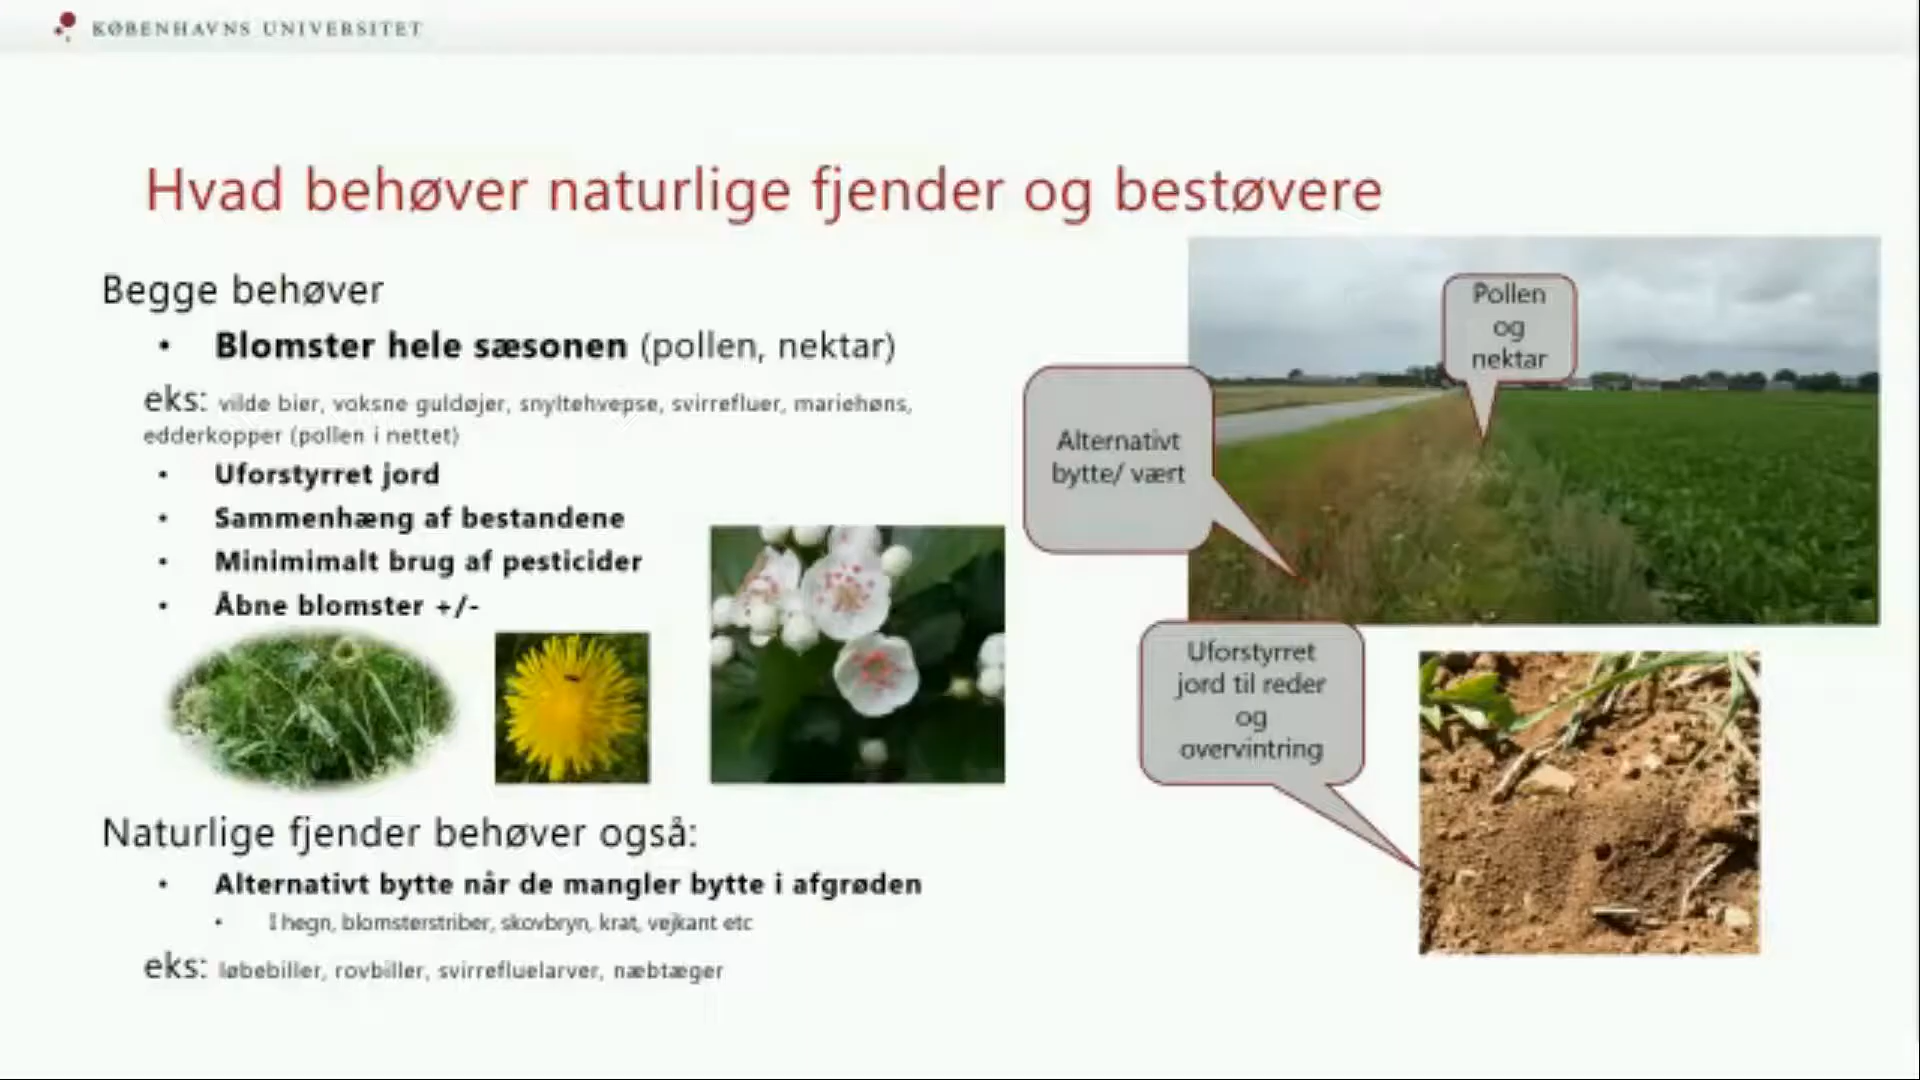 KØBENHAVNS UNIVERSITET
Hvad behøver naturlige fjender og bestøvere
Begge behøver
• Blomster hele sæsonen (pollen, nektar)
eks: vilde bier, voksne guldøjer, snyltehvepse, svirrefluer, mariehøns,
edderkopper (pollen i nettet)
• Uforstyrret jord
• Sammenhæng af bestandene
• Minimimalt brug af pesticider
• Åbne blomster +/-
Naturlige fjender behøver også:
• Alternativt bytte når de mangler bytte i afgrøden
• I hegn, blomsterstriber, skovbryn, krat, vejkant etc
eks: løbebiller, rovbiller, svirrefluelarver, næbtæger
Pollen
og
nektar
Alternativt
bytte/ vært
Uforstyrret
jord til reder
og
overvintring